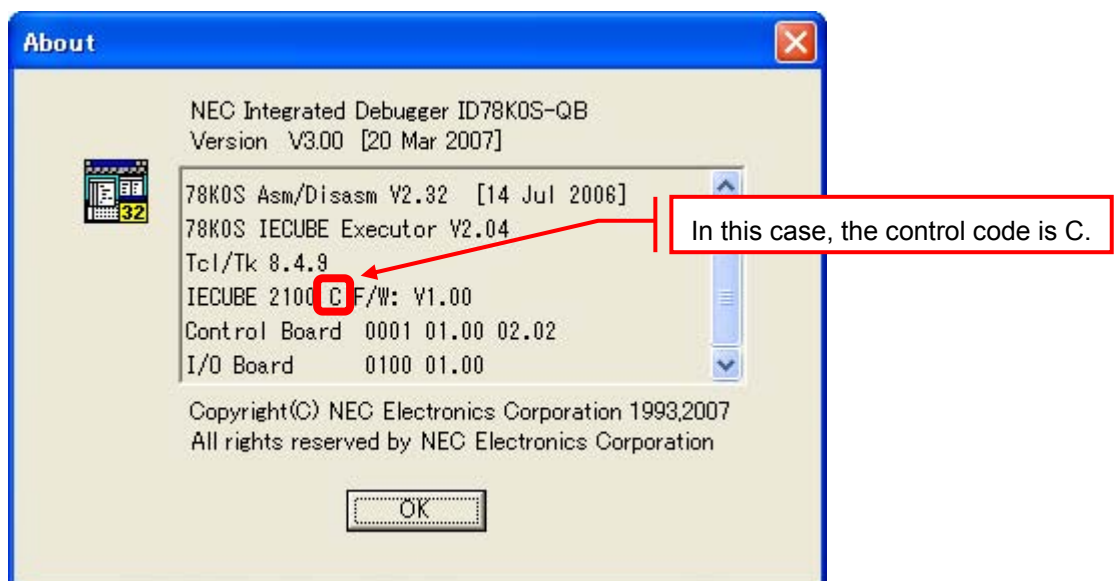 About
NEC Integrated Debugger ID78K0S-QB
Version V3.00 [20 Mar 2007]
32
78K0S Asm/Disasm V2.32 [14 Jul 2006]
78K0S IECUBE Executor V2.04
Tcl/Tk 8.4.9
IECUBE 2100 C F/W: V1.00
Control Board 0001 01.00 02.02
I/O Board 0100 01.00
In this case, the control code is C.
Copyright(C) NEC Electronics Corporation 1993,2007
All rights reserved by NEC Electronics Corporation
OK